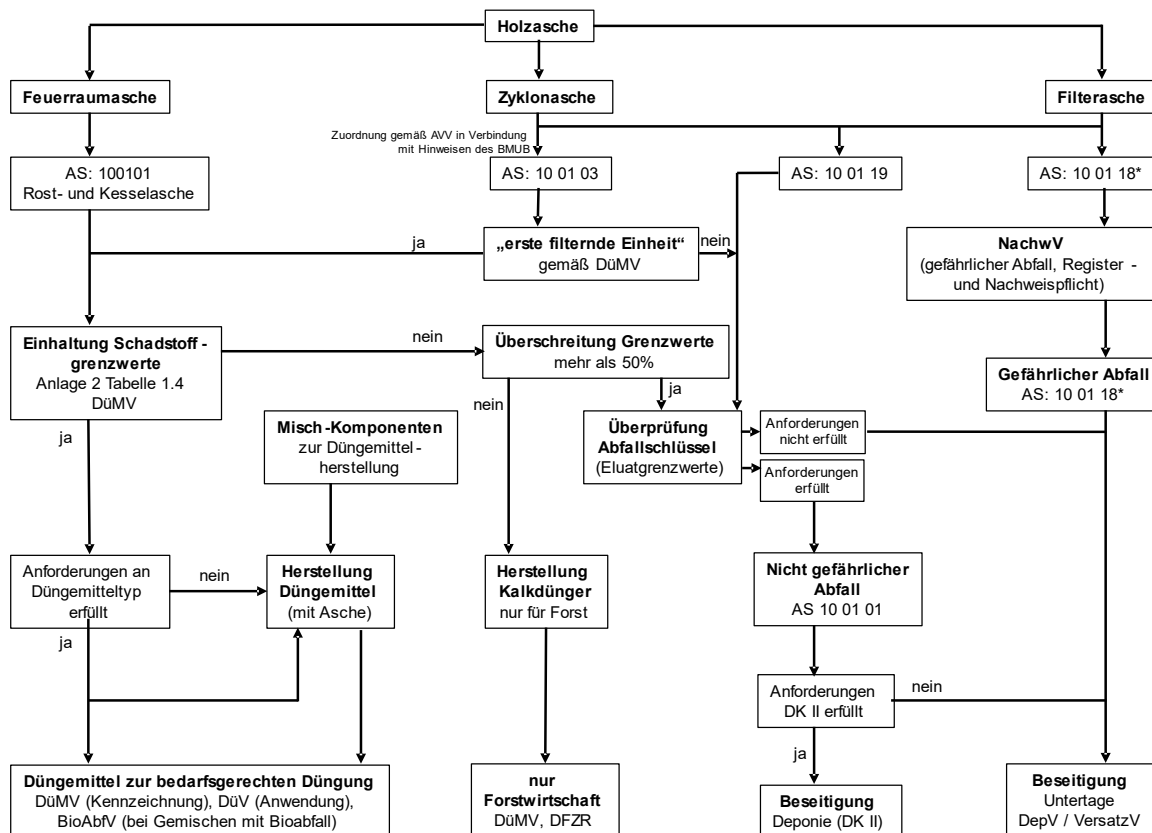 Holzasche
Feuerraumasche
Zyklonasche
Filterasche
Zuordnung gemäß AVV in Verbindung
mit Hinweisen des BMUB
AS: 100101
Rost- und Kesselasche
AS: 10 01 03
AS: 10 01 19
AS: 10 01 18*
ja
„erste filternde Einheit“
gemäß DüMV
nein
NachwV
(gefährlicher Abfall, Register -
und Nachweispflicht)
Einhaltung Schadstoff -
grenzwerte
Anlage 2 Tabelle 1.4
DüMV
nein
Überschreitung Grenzwerte
mehr als 50%
Gefährlicher Abfall
AS: 10 01 18*
ja
nein
ja
Misch -Komponenten
zur Düngemittel -
herstellung
Überprüfung
Abfallschlüssel
(Eluatgrenzwerte)
Anforderungen
nicht erfüllt
Anforderungen
erfüllt
Anforderungen an
Düngemitteltyp
erfüllt
nein
Herstellung
Düngemittel
(mit Asche)
Herstellung
Kalkdünger
nur für Forst
Nicht gefährlicher
Abfall
AS 10 01 01
ja
Anforderungen
DK II erfüllt
nein
ja
Düngemittel zur bedarfsgerechten Düngung
DüMV (Kennzeichnung), DüV (Anwendung),
BioAbfV (bei Gemischen mit Bioabfall)
nur
Forstwirtschaft
DüMV, DFZR
Beseitigung
Deponie (DK II)
Beseitigung
Untertage
DepV / VersatzV